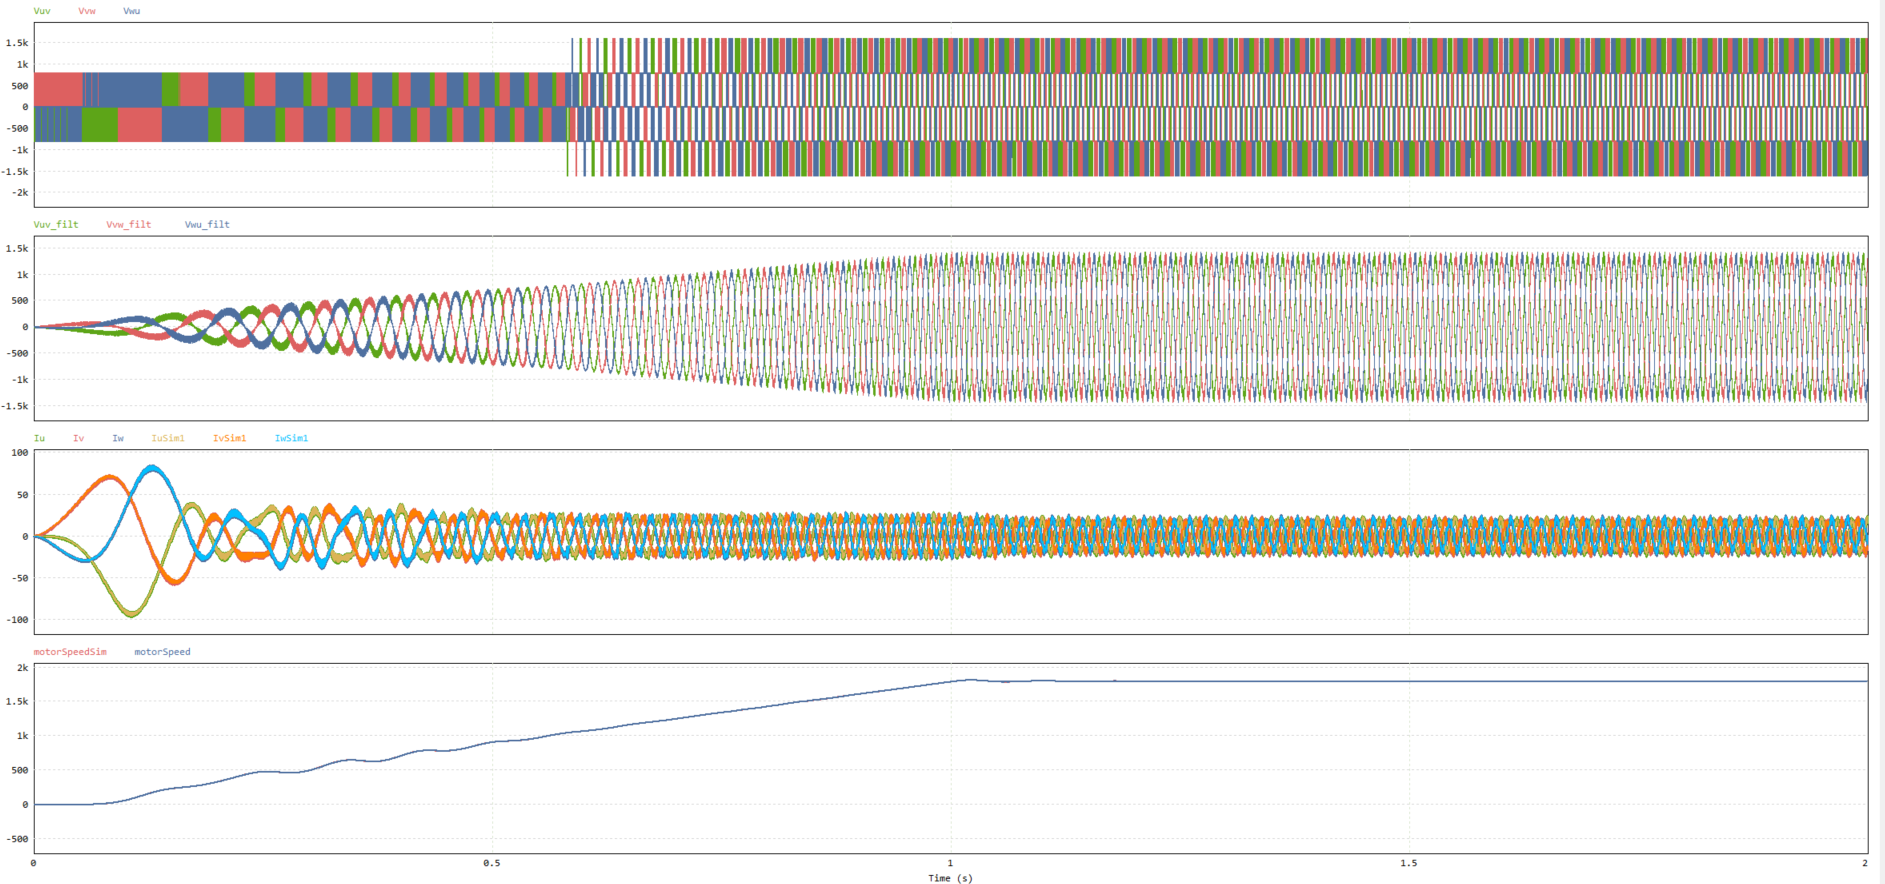 Vuv Vvw Vwu
1.5k
1k
500
0
-500
-1k
-1.5k
-2k
Vuv_filt Vvw_filt Vwu_filt
1.5k
1k
500
0
-500
-1k
-1.5k
Iu Iv Iw IuSim1 IvSim1 IwSim1
100
50
0
-50
-100
motorSpeedSim motorSpeed
2k
1.5k
1k
500
0
-500
0 0.5 1 1.5 2
Time (s)